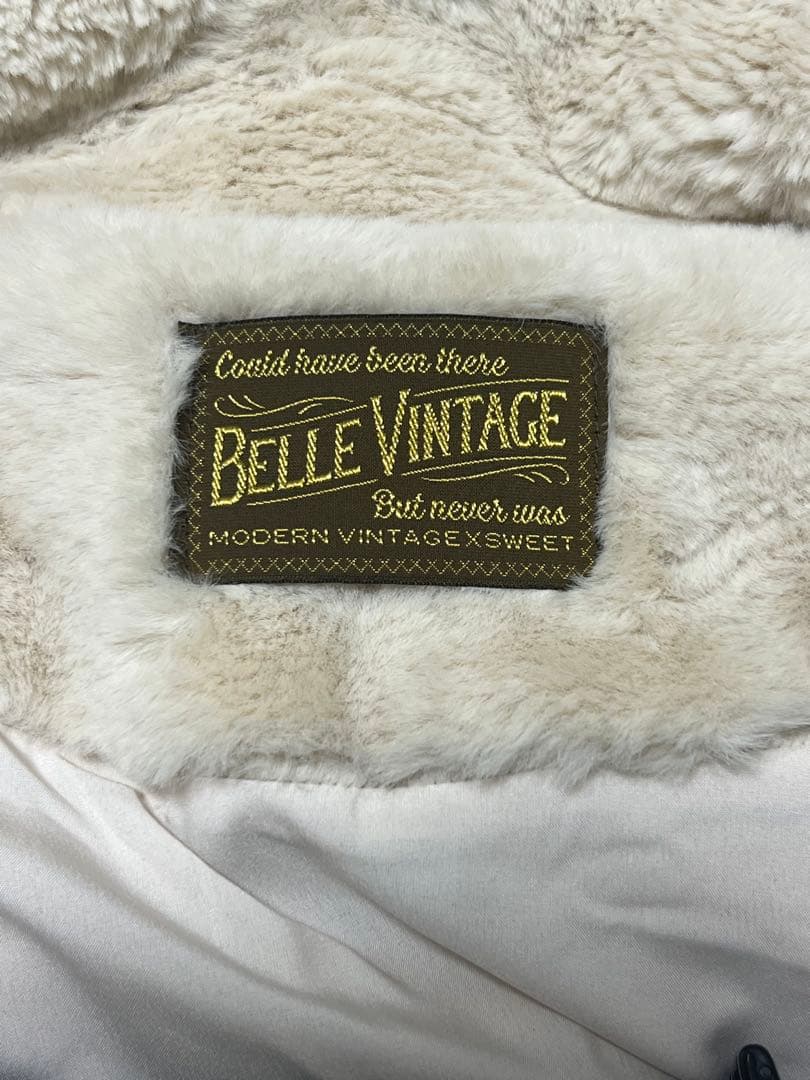 Could have been there
BELLE VINTAGE
But never was
MODERN VINTAGEXSWEET